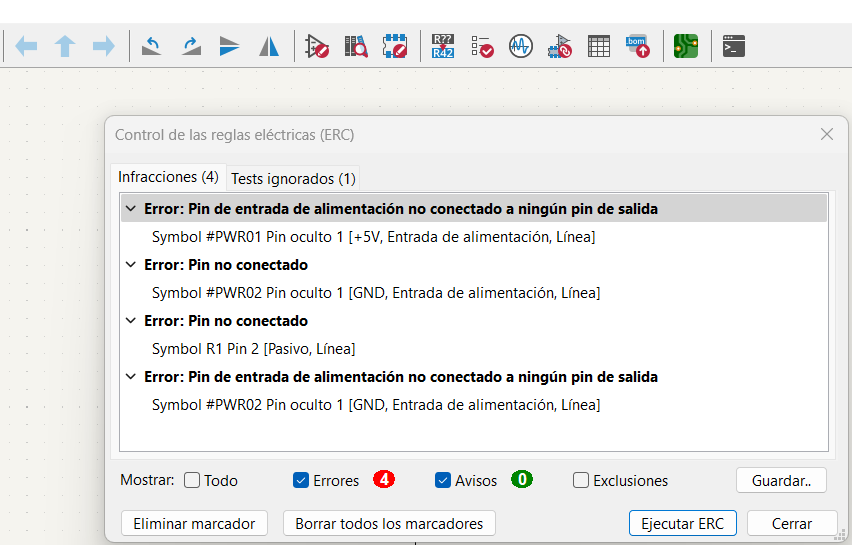 R??
R42
bom
Control de las reglas eléctricas (ERC)
Infracciones (4)
Tests ignorados (1)
Error: Pin de entrada de alimentación no conectado a ningún pin de salida
Symbol #PWR01 Pin oculto 1 [+5V, Entrada de alimentación, Línea]
Error: Pin no conectado
Symbol #PWR02 Pin oculto 1 [GND, Entrada de alimentación, Línea]
Error: Pin no conectado
Symbol R1 Pin 2 [Pasivo, Línea]
Error: Pin de entrada de alimentación no conectado a ningún pin de salida
Symbol #PWR02 Pin oculto 1 [GND, Entrada de alimentación, Línea]
Mostrar: Todo Errores 4 Avisos 0 Exclusiones Guardar..
Eliminar marcador Borrar todos los marcadores Ejecutar ERC Cerrar